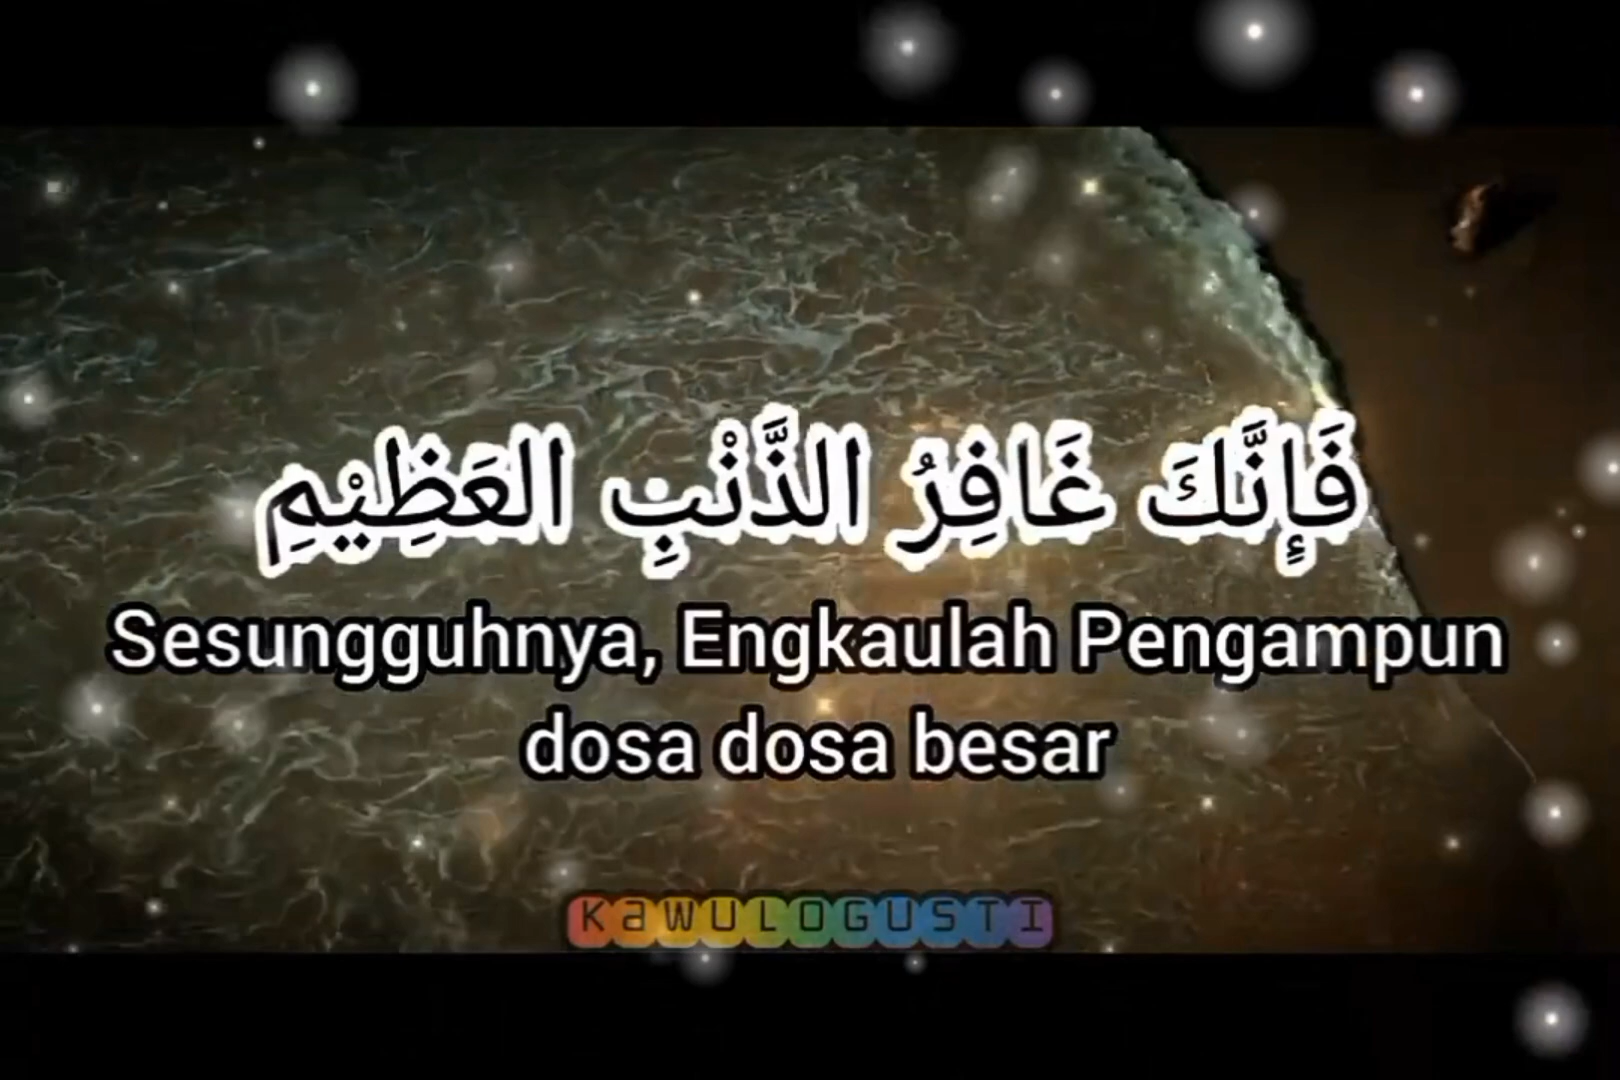 فَإِنَّكَ غَافِرُ الذَّنْبِ العَظِيْمِ
Sesungguhnya, Engkaulah Pengampun
dosa dosa besar
KaWULOGUSTI